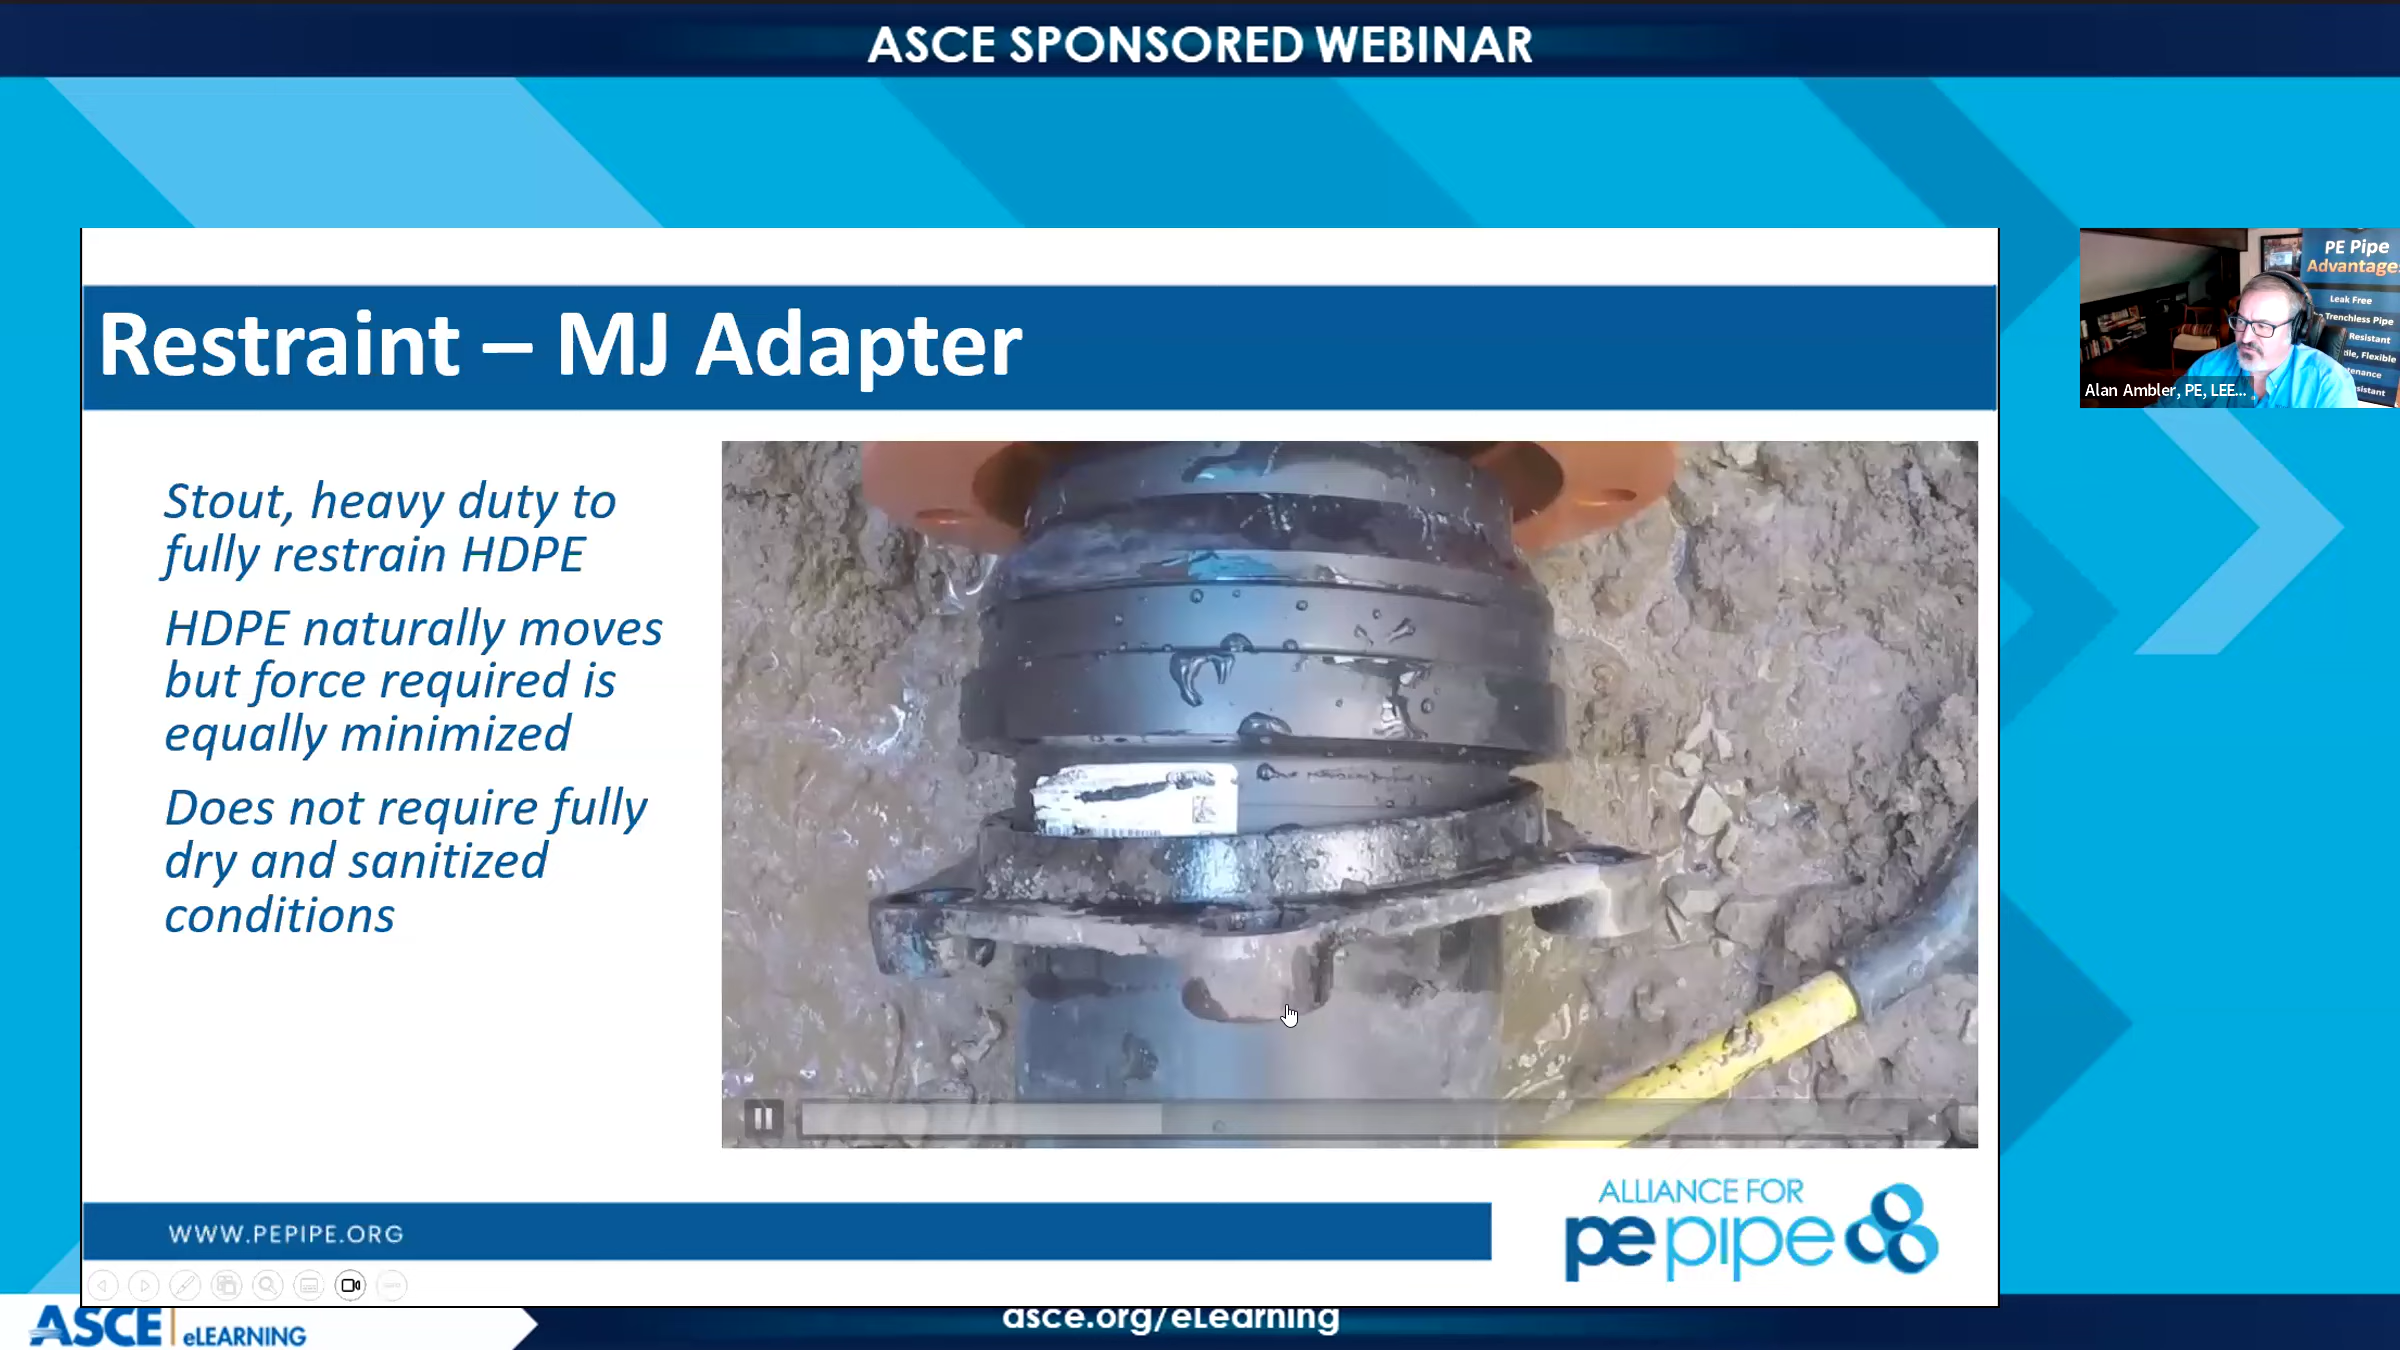 ASCE SPONSORED WEBINAR
Restraint – MJ Adapter
Stout, heavy duty to
fully restrain HDPE
HDPE naturally moves
but force required is
equally minimized
Does not require fully
dry and sanitized
conditions
WWW.PEPIPE.ORG
ALLIANCE FOR
pepipe
PE Pipe
Advantage
Leak Free
Trenchless Pipe
Resistant
Flexible
Alan Ambler, PE, LEE...
ASCE eLEARNING
asce.org/eLearning